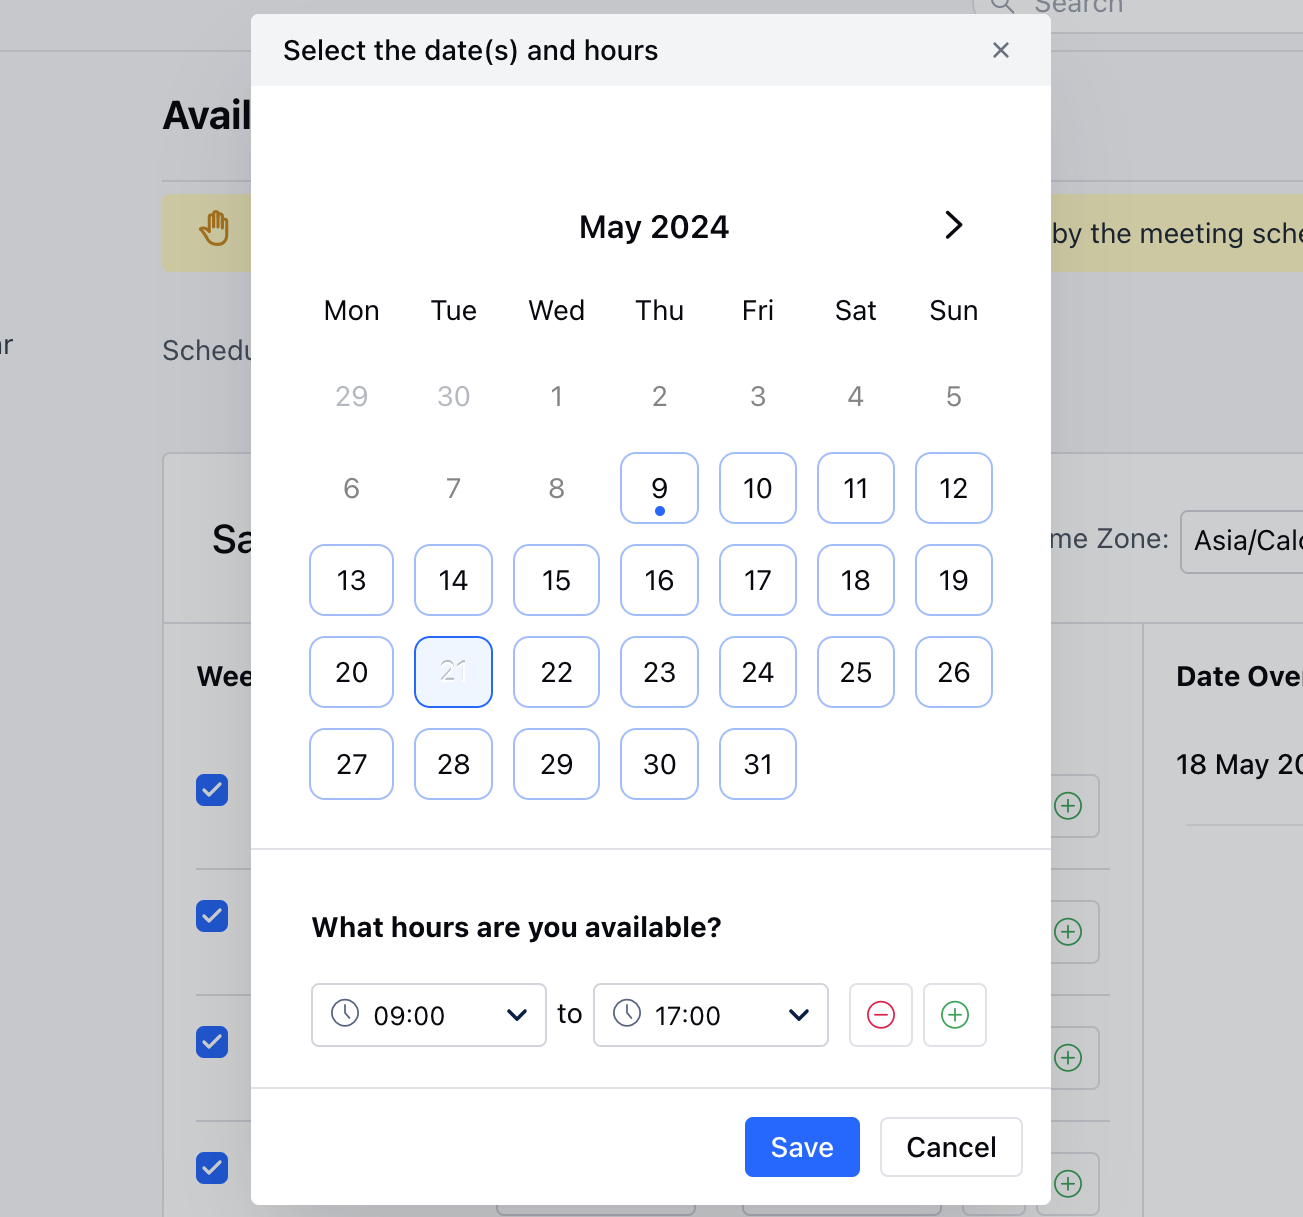 Search
Select the date(s) and hours
Avail
May 2024
by the meeting sche
Mon Tue Wed Thu Fri Sat Sun
Schedu
29 30 1 2 3 4 5
6 7 8 9 10 11 12
Sa
me Zone: Asia/Calc
13 14 15 16 17 18 19
20 21 22 23 24 25 26
Wee
Date Over
27 28 29 30 31
18 May 20
What hours are you available?
09:00 to 17:00
Save Cancel